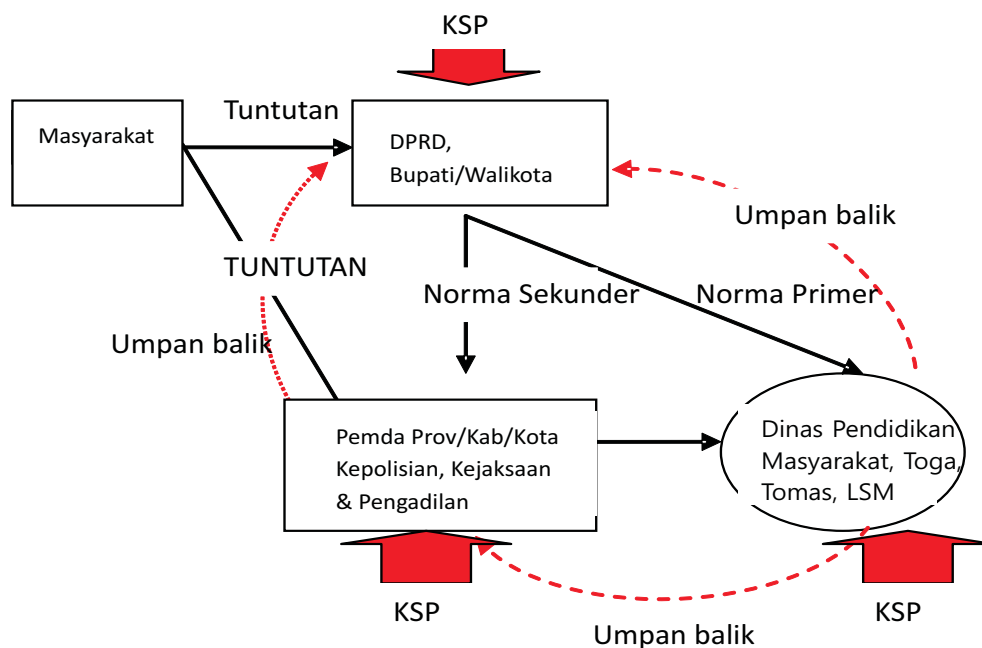 KSP
Tuntutan
Masyarakat
DPRD,
Bupati/Walikota
Umpan balik
TUNTUTAN
Norma Sekunder
Norma Primer
Umpan balik
Pemda Prov/Kab/Kota
Kepolisian, Kejaksaan
& Pengadilan
Dinas Pendidikan
Masyarakat, Toga,
Tomas, LSM
KSP
KSP
Umpan balik